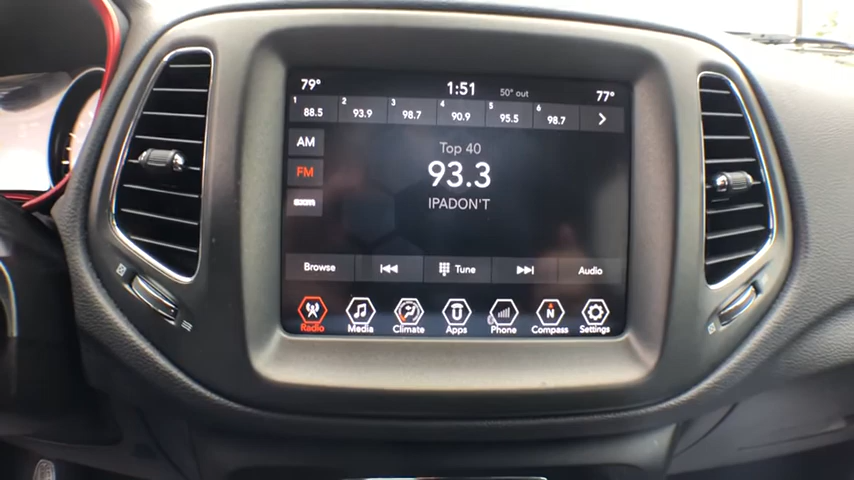 79° 1:51 50° out 77°
1 88.5 2 93.9 3 98.7 4 90.9 5 95.5 6 98.7
AM
Top 40
FM
93.3
SXM
IPADON'T
Browse Tune Audio
N
Radio Media Climate Apps Phone Compass Settings